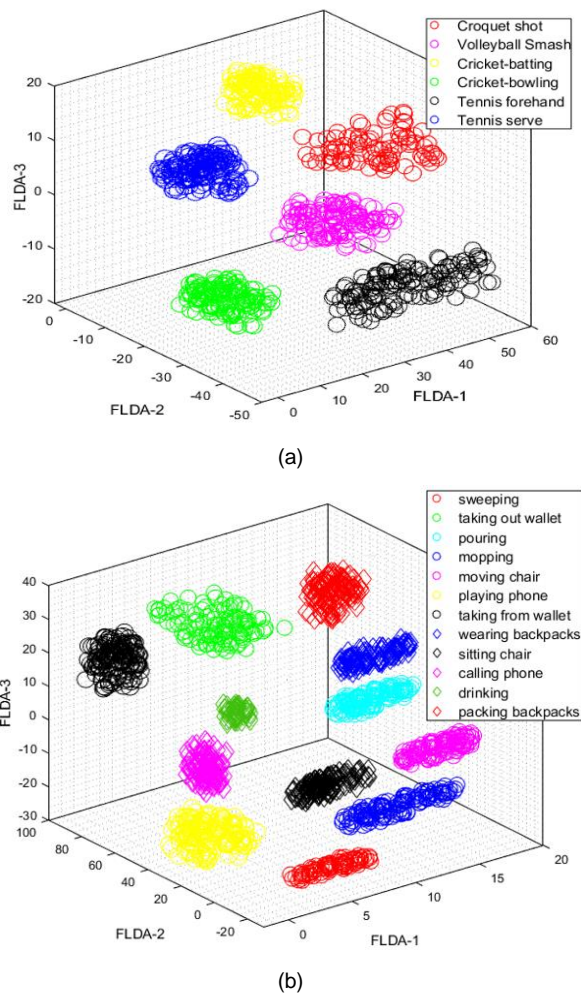 Croquet shot
Volleyball Smash
Cricket-batting
Cricket-bowling
Tennis forehand
Tennis serve
20
10
0
-10
-20
FLDA-3
0
-10
-20
-30
-40
-50
FLDA-2
0
10
20
30
40
50
60
FLDA-1
(a)
sweeping
taking out wallet
pouring
mopping
moving chair
playing phone
taking from wallet
wearing backpacks
sitting chair
calling phone
drinking
packing backpacks
40
30
20
10
0
-10
-20
-30
FLDA-3
100
80
60
40
20
0
-20
FLDA-2
0
5
10
15
20
FLDA-1
(b)